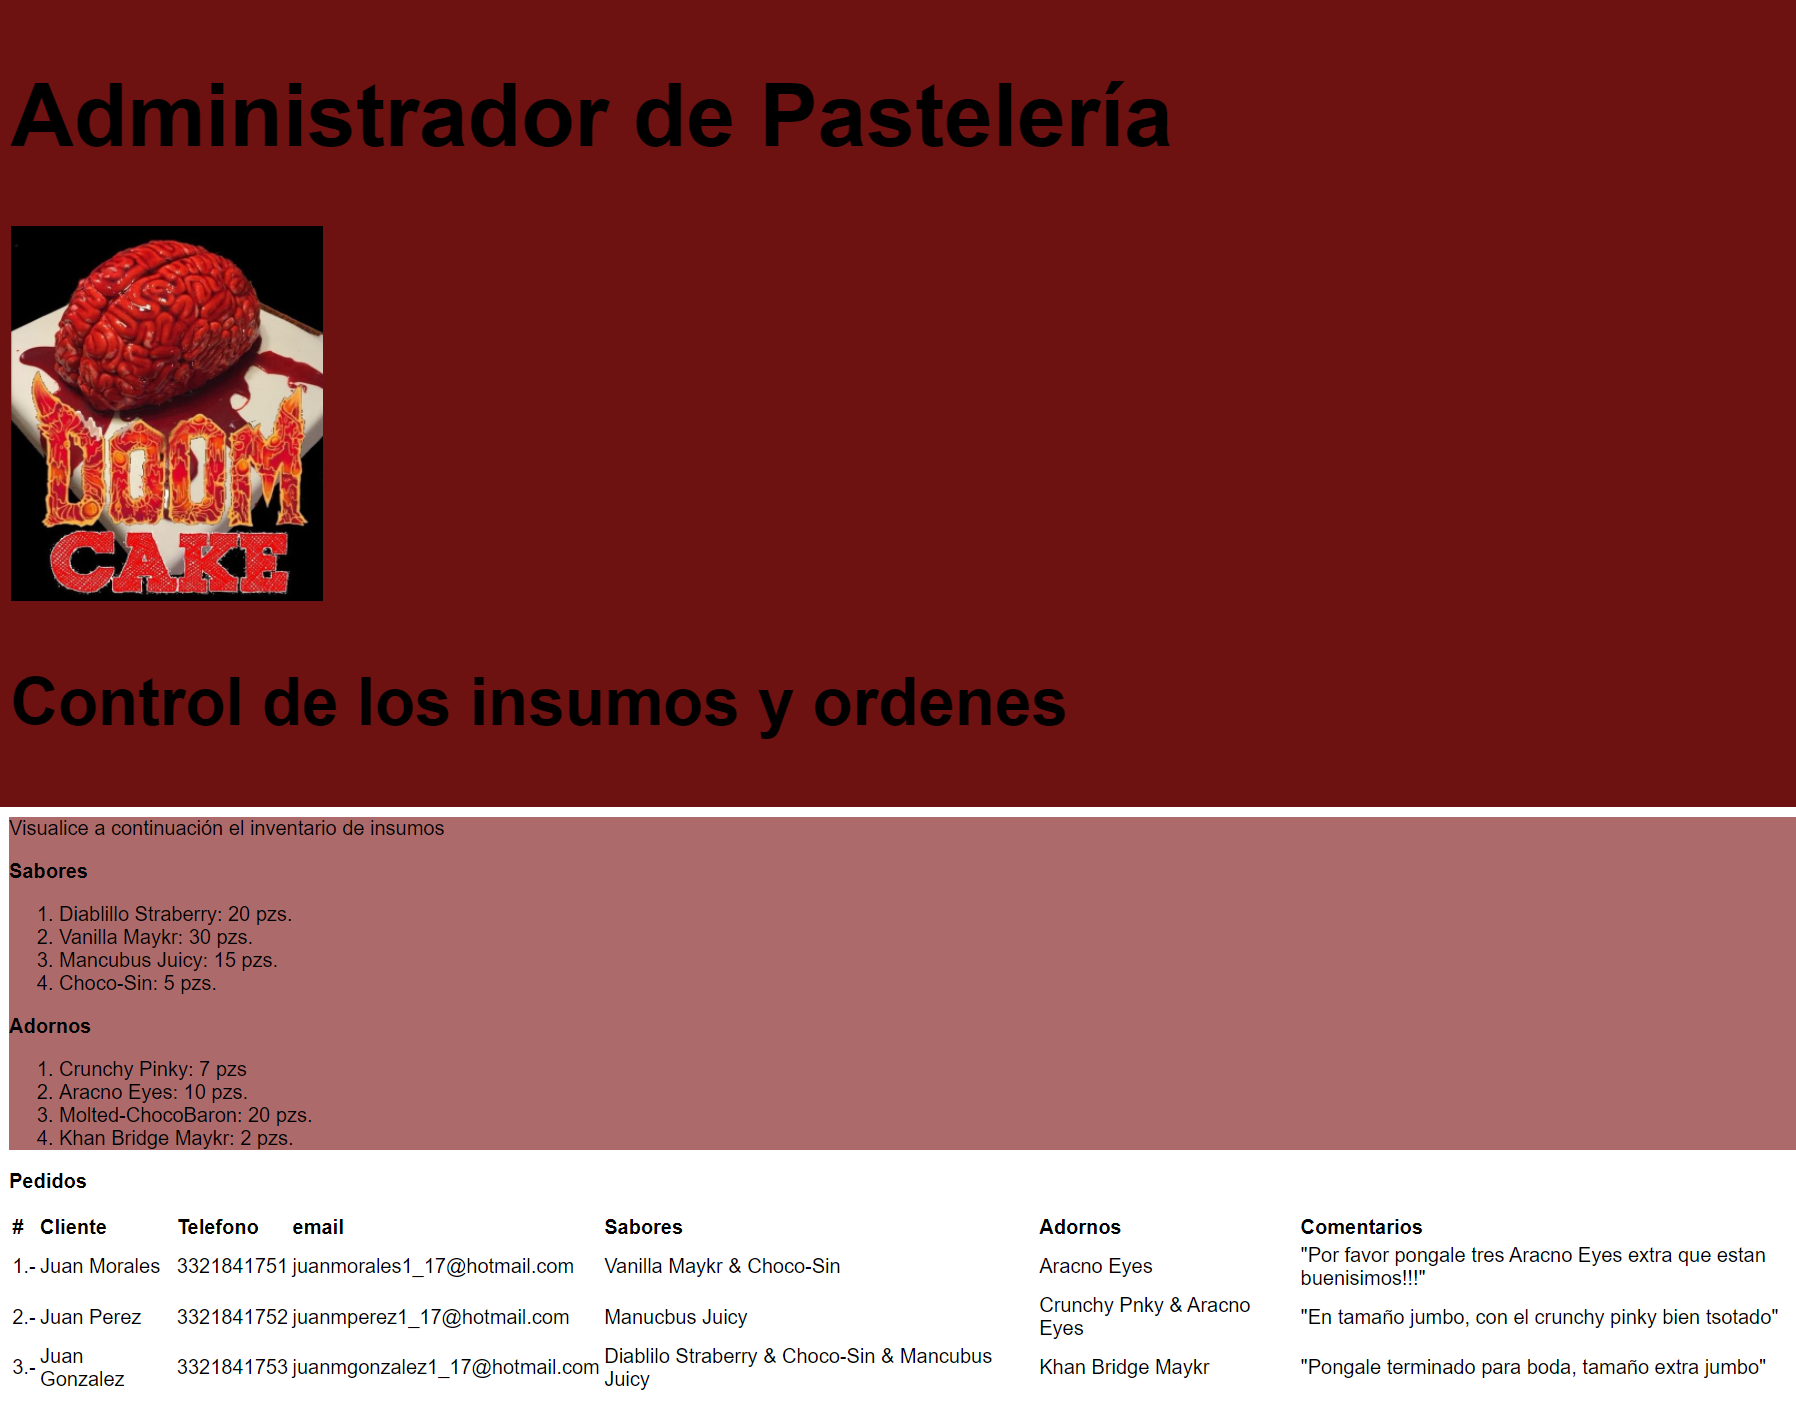 Administrador de Pastelería
DOOM
CAKE
Control de los insumos y ordenes
Visualice a continuación el inventario de insumos
Sabores
1. Diablillo Straberry: 20 pzs.
2. Vanilla Maykr: 30 pzs.
3. Mancubus Juicy: 15 pzs.
4. Choco-Sin: 5 pzs.
Adornos
1. Crunchy Pinky: 7 pzs
2. Aracno Eyes: 10 pzs.
3. Molted-ChocoBaron: 20 pzs.
4. Khan Bridge Maykr: 2 pzs.
Pedidos
# Cliente Telefono email Sabores Adornos Comentarios
1.- Juan Morales 3321841751 juanmorales1_17@hotmail.com Vanilla Maykr & Choco-Sin Aracno Eyes "Por favor pongale tres Aracno Eyes extra que estan
buenisimos!!!"
2.- Juan Perez 3321841752 juanmperez1_17@hotmail.com Manucbus Juicy Crunchy Pnky & Aracno
Eyes "En tamaño jumbo, con el crunchy pinky bien tsotado"
3.- Juan
Gonzalez 3321841753 juanmgonzalez1_17@hotmail.com Diablilo Straberry & Choco-Sin & Mancubus
Juicy Khan Bridge Maykr "Pongale terminado para boda, tamaño extra jumbo"